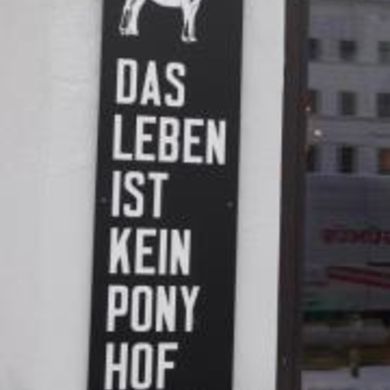 DAS
LEBEN
IST
KEIN
PONY
HOF